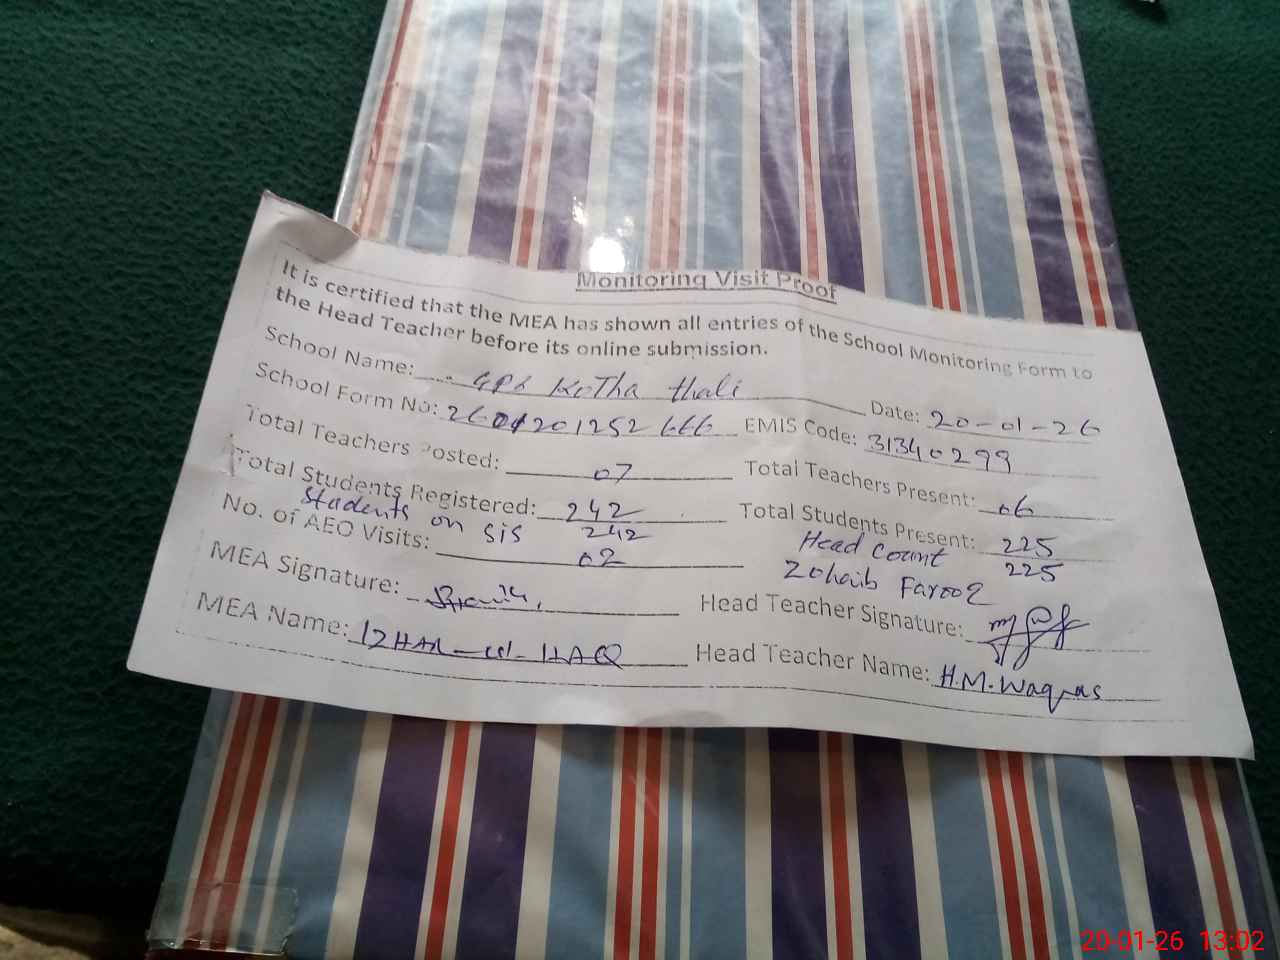 Monitoring Visit Proof
It is certified that the MEA has shown all entries of the School Monitoring Form to
the Head Teacher before its online submission.
School Name: GPS Kotha thali Date: 20-01-26
School Form No: 2601201252666 EMIS Code: 31340299
Total Teachers Posted: 07 Total Teachers Present: 06
Total Students Registered: 242 Total Students Present: 225
Students on SIS 242 Head Count 225
No. of AEO Visits: 02 Zohaib Farooq
MEA Signature: Head Teacher Signature:
MEA Name: IZHAR-ul-HAQ Head Teacher Name: H.M.Waqas
20-01-26 13:02